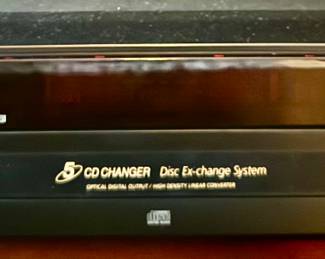 5 CD CHANGER Disc Ex-change System
OPTICAL DIGITAL OUTPUT / HIGH DENSITY LINEAR CONVERTER